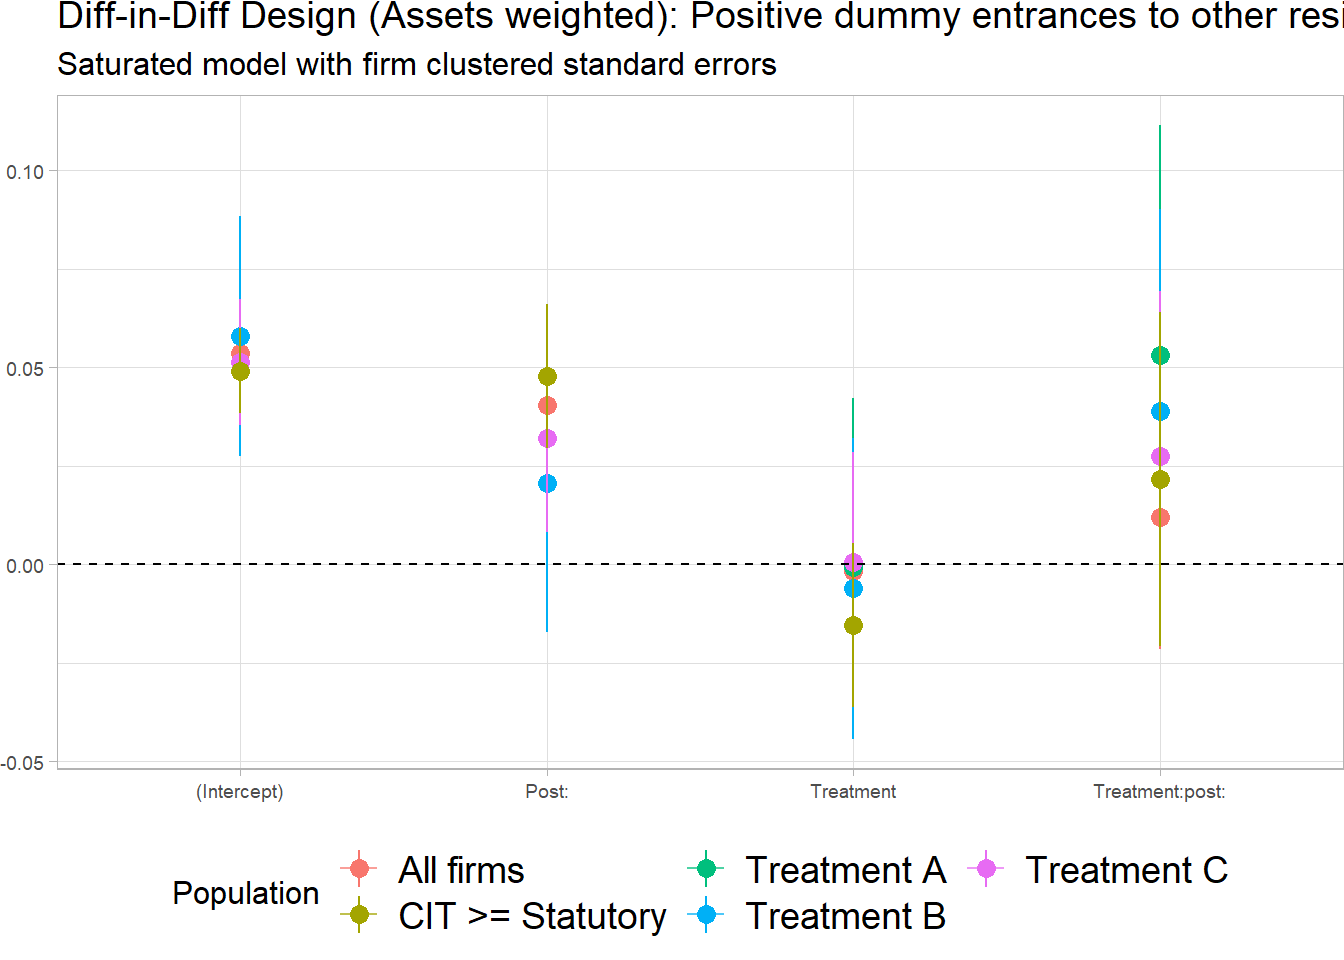 Diff-in-Diff Design (Assets weighted): Positive dummy entrances to other resi
Saturated model with firm clustered standard errors
0.10
0.05
0.00
-0.05
(Intercept) Post: Treatment Treatment:post:
Population
All firms Treatment A Treatment C
CIT >= Statutory Treatment B